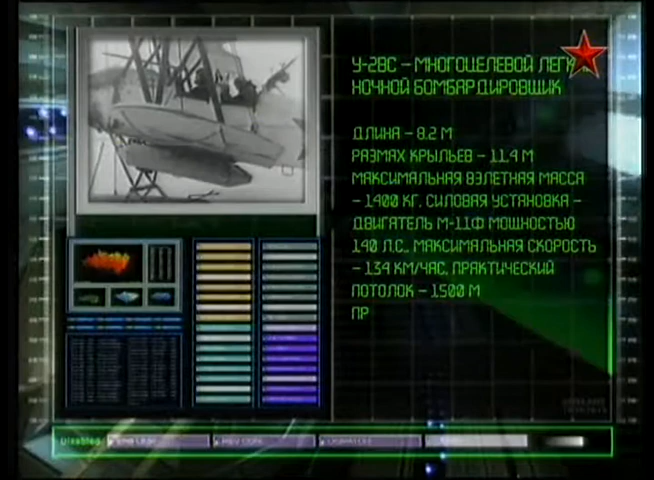 У-2ВС – МНОГОЦЕЛЕВОЙ ЛЕГК
НОЧНОЙ БОМБАРДИРОВЩИК
ДЛИНА – 8.2 М
РАЗМАХ КРЫЛЬЕВ – 11.4 М
МАКСИМАЛЬНАЯ ВЗЛЕТНАЯ МАССА
– 1400 КГ. СИЛОВАЯ УСТАНОВКА –
ДВИГАТЕЛЬ М-11Ф МОЩНОСТЬЮ
140 Л.С., МАКСИМАЛЬНАЯ СКОРОСТЬ
– 134 КМ/ЧАС, ПРАКТИЧЕСКИЙ
ПОТОЛОК – 1500 М
ПР
Disabled